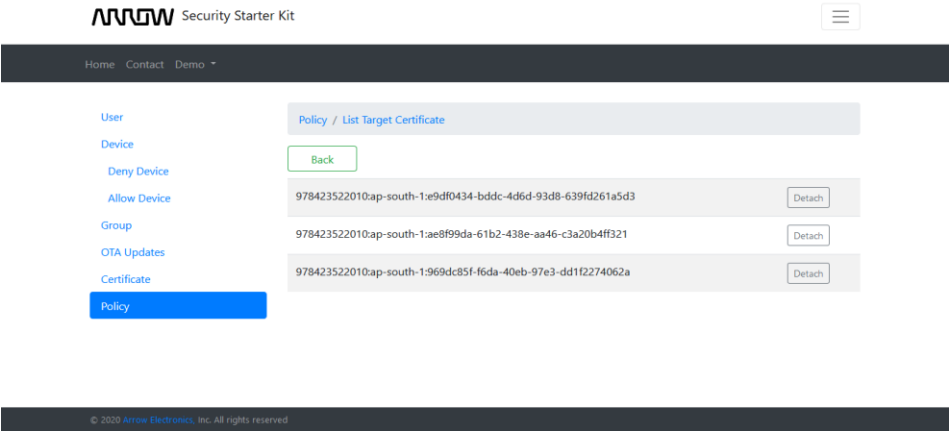 ARROW Security Starter Kit
Home Contact Demo
User
Device
Deny Device
Allow Device
Group
OTA Updates
Certificate
Policy
Policy / List Target Certificate
Back
978423522010:ap-south-1:e9df0434-bddc-4d6d-93d8-639fd261a5d3 Detach
978423522010:ap-south-1:ae8f99da-61b2-438e-aa46-c3a20b4ff321 Detach
978423522010:ap-south-1:969dc85f-f6da-40eb-97e3-dd1f2274062a Detach
© 2020 Arrow Electronics, Inc. All rights reserved